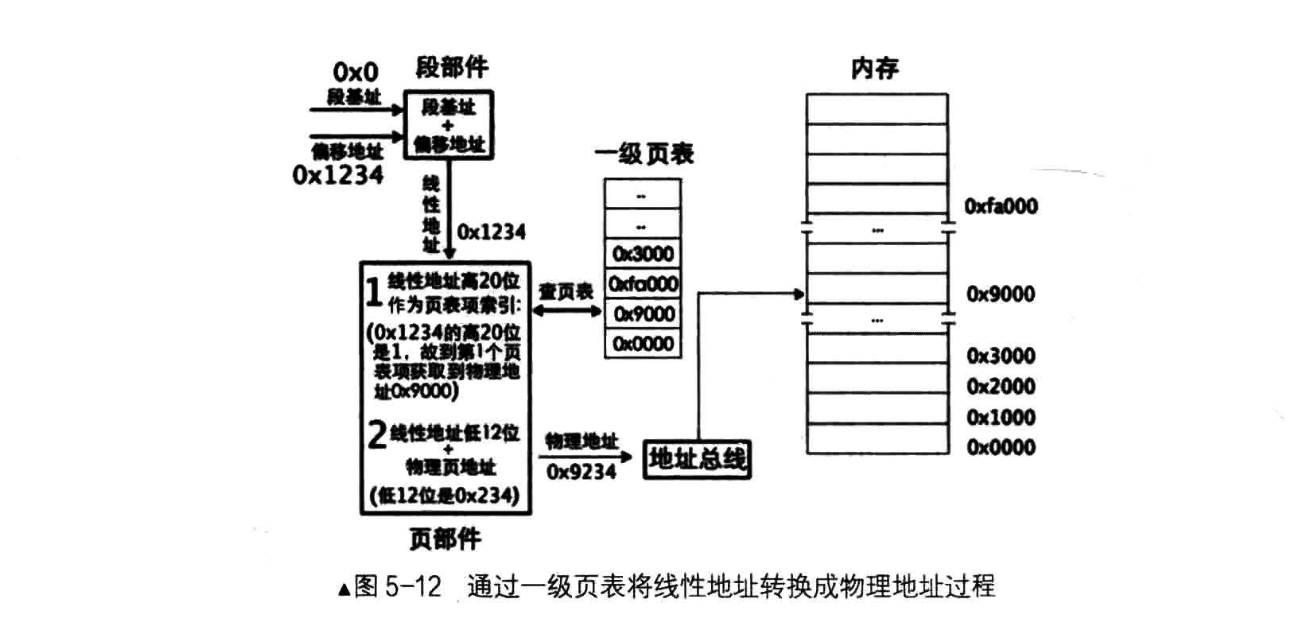 0x0
段基址
偏移地址
0x1234
段部件
段基址
+
偏移地址
线性地址
0x1234
1 线性地址高20位
作为页表项索引:
(0x1234的高20位
是1，故到第1个页
表项获取到物理地
址0x9000)
2 线性地址低12位
+
物理页地址
(低12位是0x234)
页部件
查页表
一级页表
..
..
0x3000
0xfa000
0x9000
0x0000
物理地址
0x9234
地址总线
内存
...
...
0xfa000
0x9000
0x3000
0x2000
0x1000
0x0000
▲图5-12 通过一级页表将线性地址转换成物理地址过程